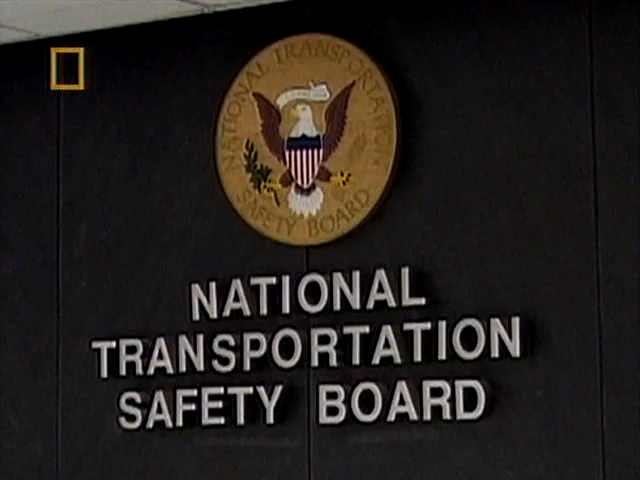 NATIONAL TRANSPORTATION
SAFETY BOARD
NATIONAL
TRANSPORTATION
SAFETY BOARD